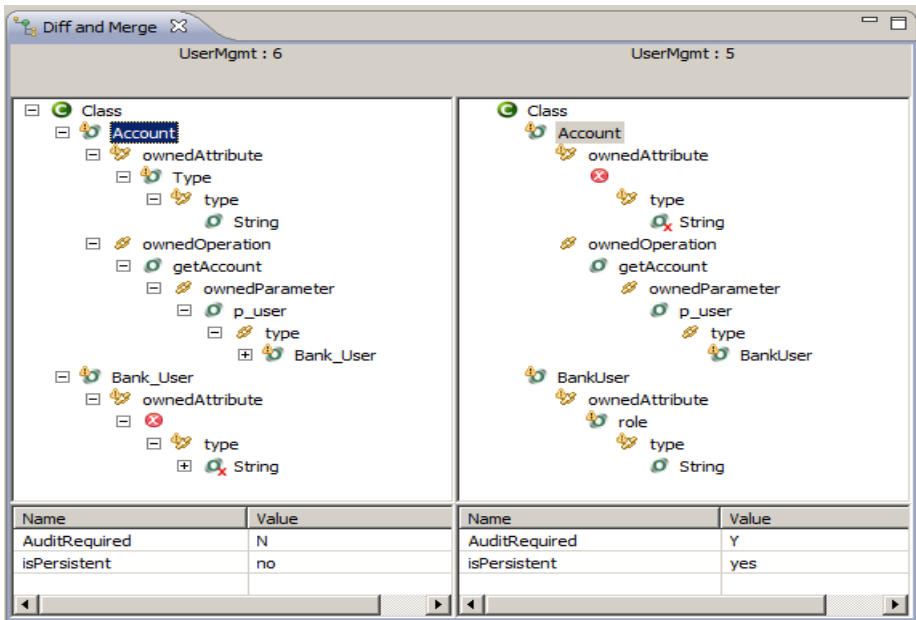 Diff and Merge
UserMgmt : 6
UserMgmt : 5
Class
Account
ownedAttribute
Type
type
String
ownedOperation
getAccount
ownedParameter
p_user
type
Bank_User
Bank_User
ownedAttribute
type
String
Class
Account
ownedAttribute
type
String
ownedOperation
getAccount
ownedParameter
p_user
type
BankUser
BankUser
ownedAttribute
role
type
String
Name Value
AuditRequired N
isPersistent no
Name Value
AuditRequired Y
isPersistent yes